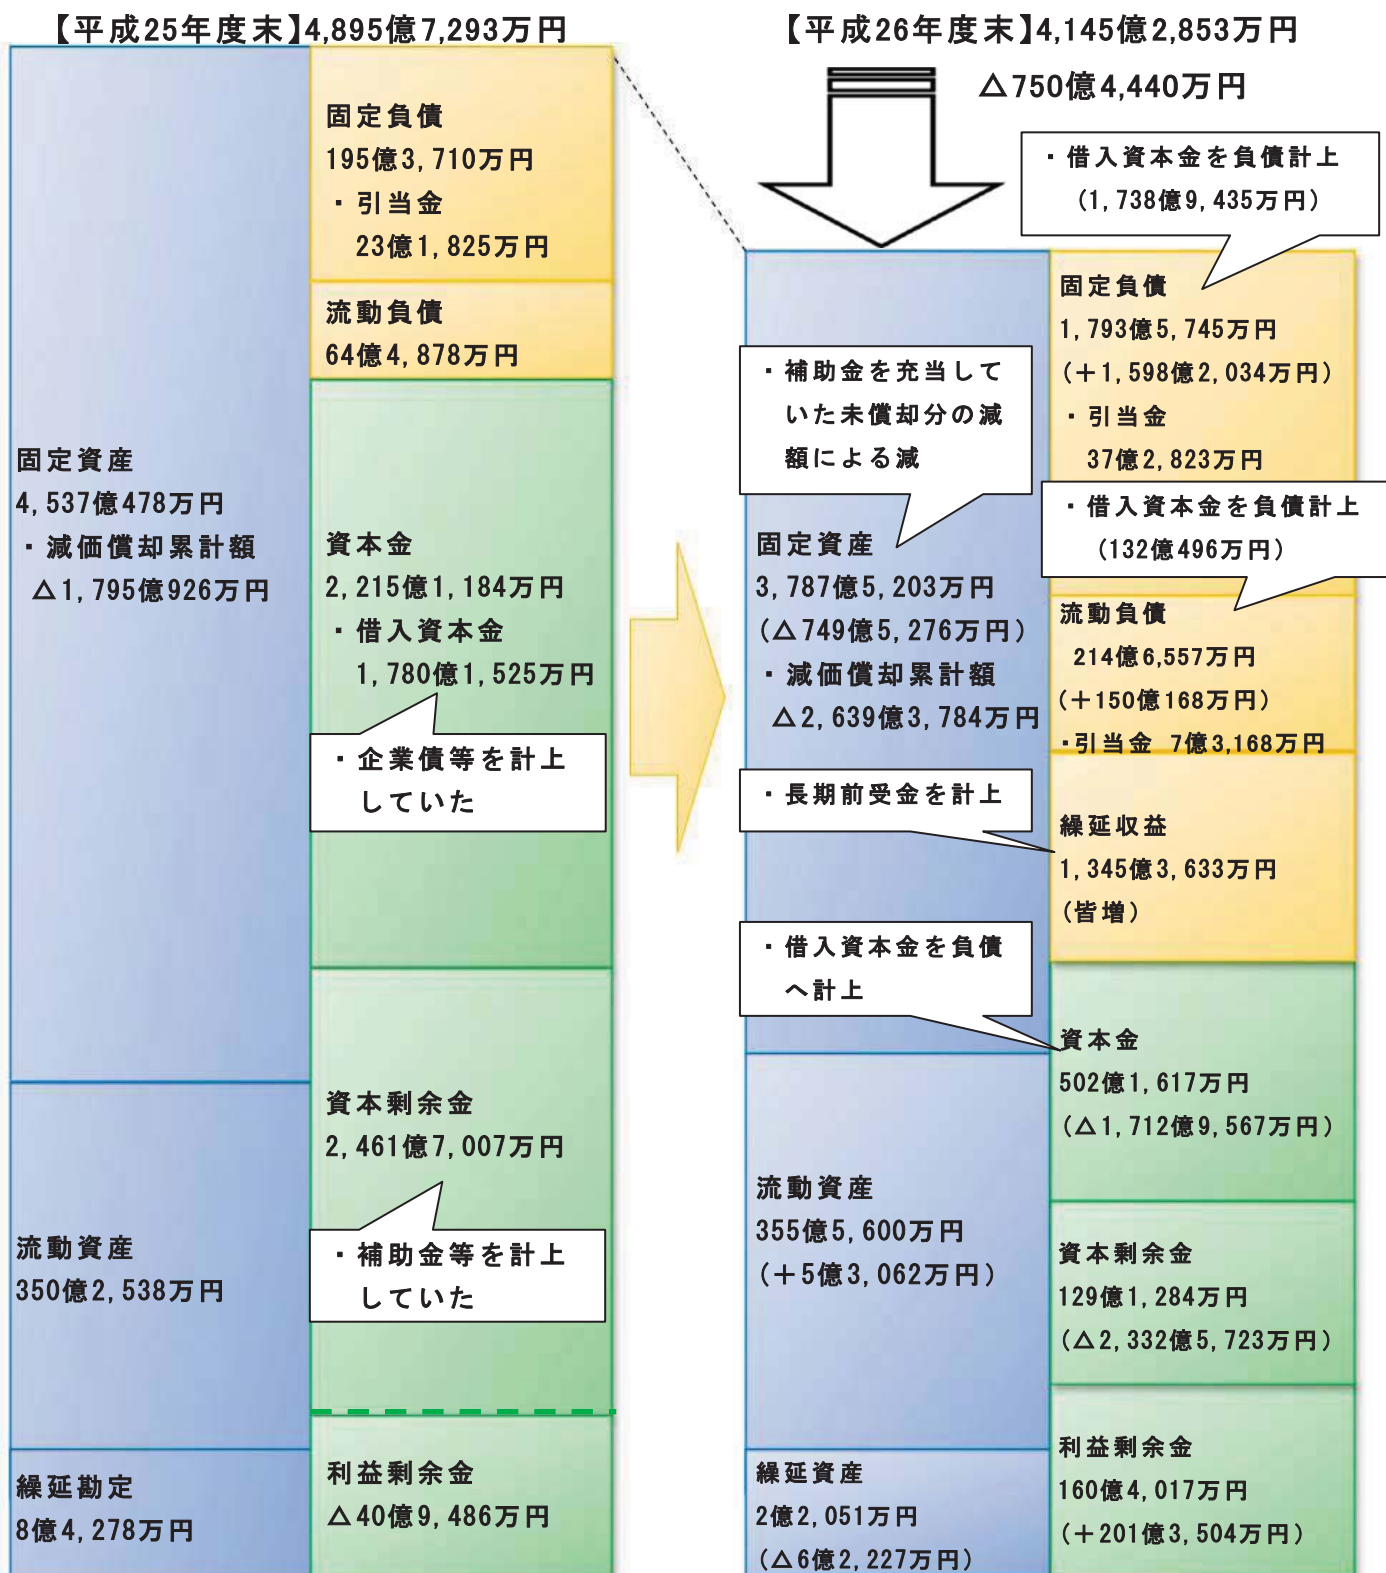 【平成25年度末】4,895億7,293万円
固定資産
4,537億478万円
・減価償却累計額
△1,795億926万円
流動資産
350億2,538万円
繰延勘定
8億4,278万円
固定負債
195億3,710万円
・引当金
23億1,825万円
流動負債
64億4,878万円
資本金
2,215億1,184万円
・借入資本金
1,780億1,525万円
・企業債等を計上
していた
資本剰余金
2,461億7,007万円
・補助金等を計上
していた
利益剰余金
△40億9,486万円
【平成26年度末】4,145億2,853万円
△750億4,440万円
・補助金を充当して
いた未償却分の減
額による減
固定資産
3,787億5,203万円
(△749億5,276万円)
・減価償却累計額
△2,639億3,784万円
・長期前受金を計上
・借入資本金を負債
へ計上
流動資産
355億5,600万円
(＋5億3,062万円)
繰延資産
2億2,051万円
(△6億2,227万円)
・借入資本金を負債計上
(1,738億9,435万円)
固定負債
1,793億5,745万円
(＋1,598億2,034万円)
・引当金
37億2,823万円
・借入資本金を負債計上
(132億496万円)
流動負債
214億6,557万円
(＋150億168万円)
・引当金 7億3,168万円
繰延収益
1,345億3,633万円
(皆増)
資本金
502億1,617万円
(△1,712億9,567万円)
資本剰余金
129億1,284万円
(△2,332億5,723万円)
利益剰余金
160億4,017万円
(＋201億3,504万円)